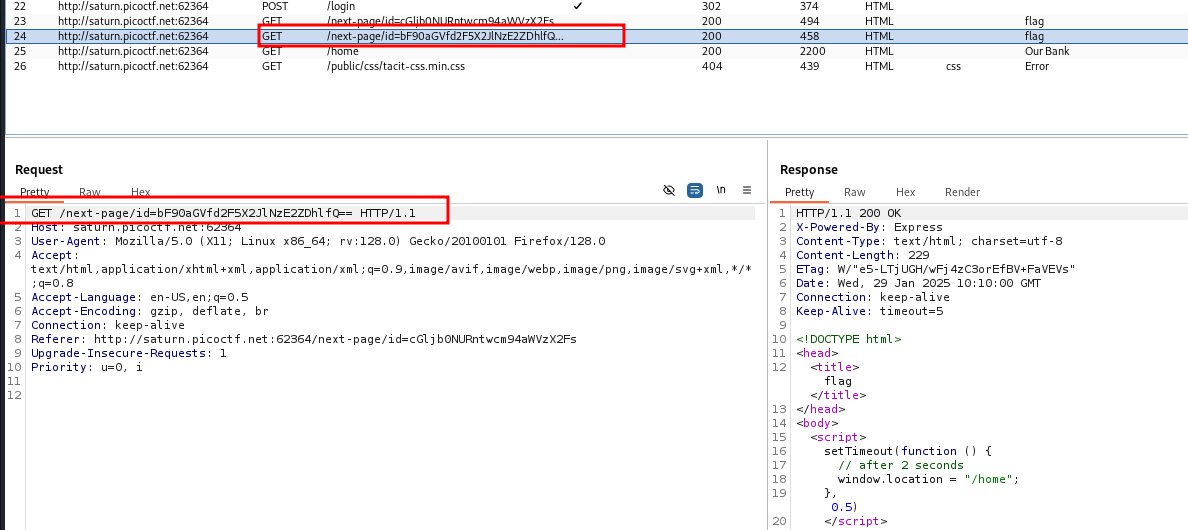 22 http://saturn.picoctf.net:62364 POST /login ✓ 302 374 HTML
23 http://saturn.picoctf.net:62364 GET /next-page/id=cGljb0NURntwcm94aWVzX2Fs 200 494 HTML flag
24 http://saturn.picoctf.net:62364 GET /next-page/id=bF90aGVfd2F5X2JlNzE2ZDhlfQ... 200 458 HTML flag
25 http://saturn.picoctf.net:62364 GET /home 200 2200 HTML Our Bank
26 http://saturn.picoctf.net:62364 GET /public/css/tacit-css.min.css 404 439 HTML css Error
Request
Pretty Raw Hex
\n
1 GET /next-page/id=bF90aGVfd2F5X2JlNzE2ZDhlfQ== HTTP/1.1
2 Host: saturn.picoctf.net:62364
3 User-Agent: Mozilla/5.0 (X11; Linux x86_64; rv:128.0) Gecko/20100101 Firefox/128.0
4 Accept:
text/html,application/xhtml+xml,application/xml;q=0.9,image/avif,image/webp,image/png,image/svg+xml,*/*
;q=0.8
5 Accept-Language: en-US,en;q=0.5
6 Accept-Encoding: gzip, deflate, br
7 Connection: keep-alive
8 Referer: http://saturn.picoctf.net:62364/next-page/id=cGljb0NURntwcm94aWVzX2Fs
9 Upgrade-Insecure-Requests: 1
10 Priority: u=0, i
11
12
Response
Pretty Raw Hex Render
1 HTTP/1.1 200 OK
2 X-Powered-By: Express
3 Content-Type: text/html; charset=utf-8
4 Content-Length: 229
5 ETag: W/"e5-LTjUGH/wFj4zC3orEfBV+FaVEVs"
6 Date: Wed, 29 Jan 2025 10:10:00 GMT
7 Connection: keep-alive
8 Keep-Alive: timeout=5
9
10 <!DOCTYPE html>
11 <head>
12 <title>
flag
</title>
13 </head>
14 <body>
15 <script>
16 setTimeout(function () {
17 // after 2 seconds
18 window.location = "/home";
19 },
0.5)
20 </script>